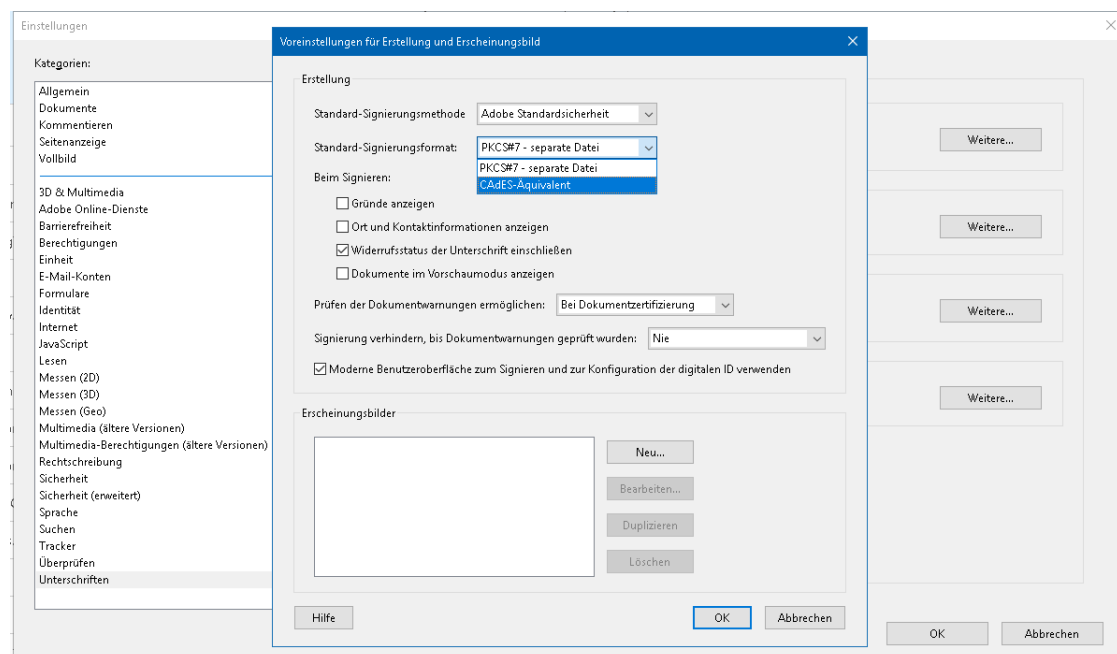 Einstellungen
Kategorien:
Allgemein
Dokumente
Kommentieren
Seitenanzeige
Vollbild
3D & Multimedia
Adobe Online-Dienste
Barrierefreiheit
Berechtigungen
Einheit
E-Mail-Konten
Formulare
Identität
Internet
JavaScript
Lesen
Messen (2D)
Messen (3D)
Messen (Geo)
Multimedia (ältere Versionen)
Multimedia-Berechtigungen (ältere Versionen)
Rechtschreibung
Sicherheit
Sicherheit (erweitert)
Sprache
Suchen
Tracker
Überprüfen
Unterschriften
Voreinstellungen für Erstellung und Erscheinungsbild
Erstellung
Standard-Signierungsmethode Adobe Standardsicherheit
Standard-Signierungsformat: PKCS#7 - separate Datei
PKCS#7 - separate Datei
CAdES-Äquivalent
Beim Signieren:
Gründe anzeigen
Ort und Kontaktinformationen anzeigen
Widerrufsstatus der Unterschrift einschließen
Dokumente im Vorschaumodus anzeigen
Prüfen der Dokumentwarnungen ermöglichen: Bei Dokumentzertifizierung
Signierung verhindern, bis Dokumentwarnungen geprüft wurden: Nie
Moderne Benutzeroberfläche zum Signieren und zur Konfiguration der digitalen ID verwenden
Erscheinungsbilder
Neu...
Bearbeiten...
Duplizieren
Löschen
Hilfe
OK
Abbrechen
Weitere...
Weitere...
Weitere...
Weitere...
OK
Abbrechen